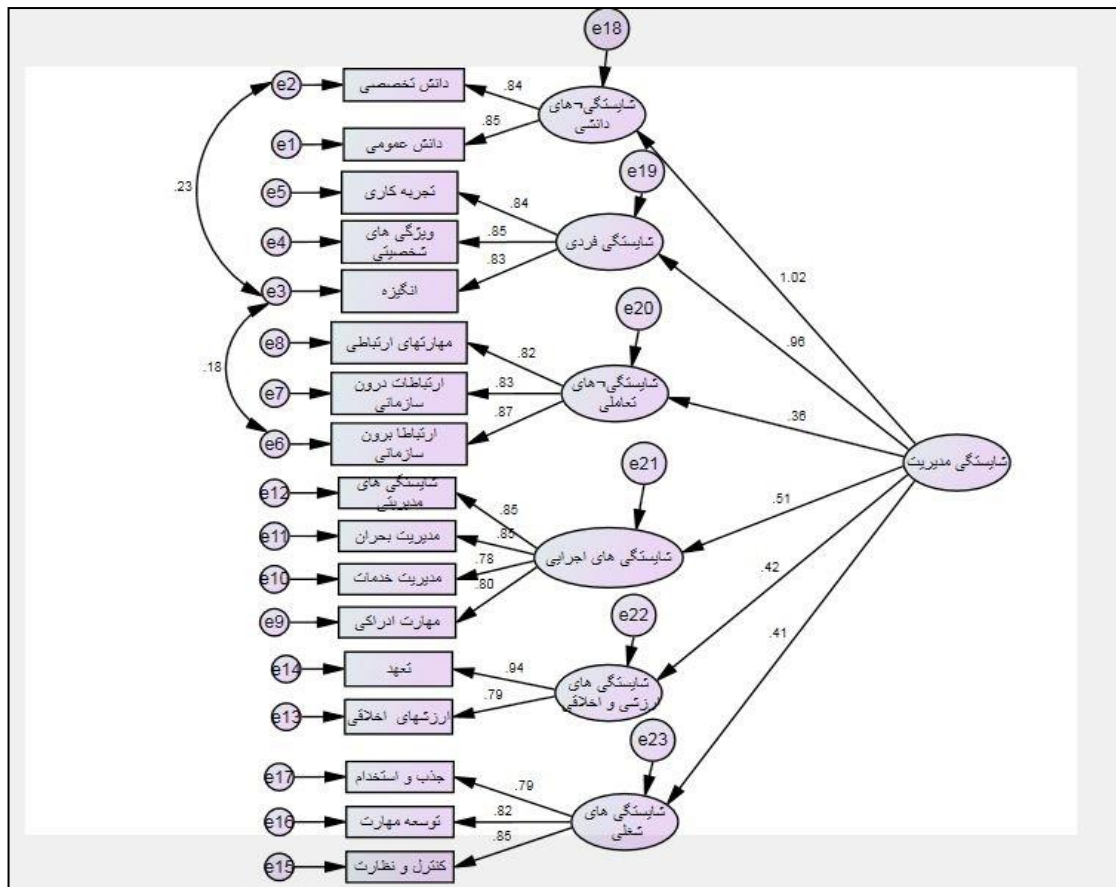 e18
e2
دانش تخصصی
.84
شایستگی¬های
دانشی
e1
دانش عمومی
.85
.23
e19
e5
تجربه کاری
.84
e4
ویژگی های
شخصیتی
.85
شایستگی فردی
e3
انگیزه
.83
1.02
.96
e20
e8
مهارتهای ارتباطی
.82
.18
e7
ارتباطات درون
سازمانی
.83
شایستگی¬های
تعاملی
.36
e6
ارتباطا برون
سازمانی
.87
شایستگی مدیریت
e21
e12
شایستگی های
مدیریتی
.85
.51
e11
مدیریت بحران
.85
شایستگی های اجرایی
e10
مدیریت خدمات
.78
.42
e9
مهارت ادراکی
.80
e22
.41
e14
تعهد
.94
شایستگی های
ارزشی و اخلاقی
e13
ارزشهای اخلاقی
.79
e23
e17
جذب و استخدام
.79
شایستگی های
شغلی
e16
توسعه مهارت
.82
e15
کنترل و نظارت
.85